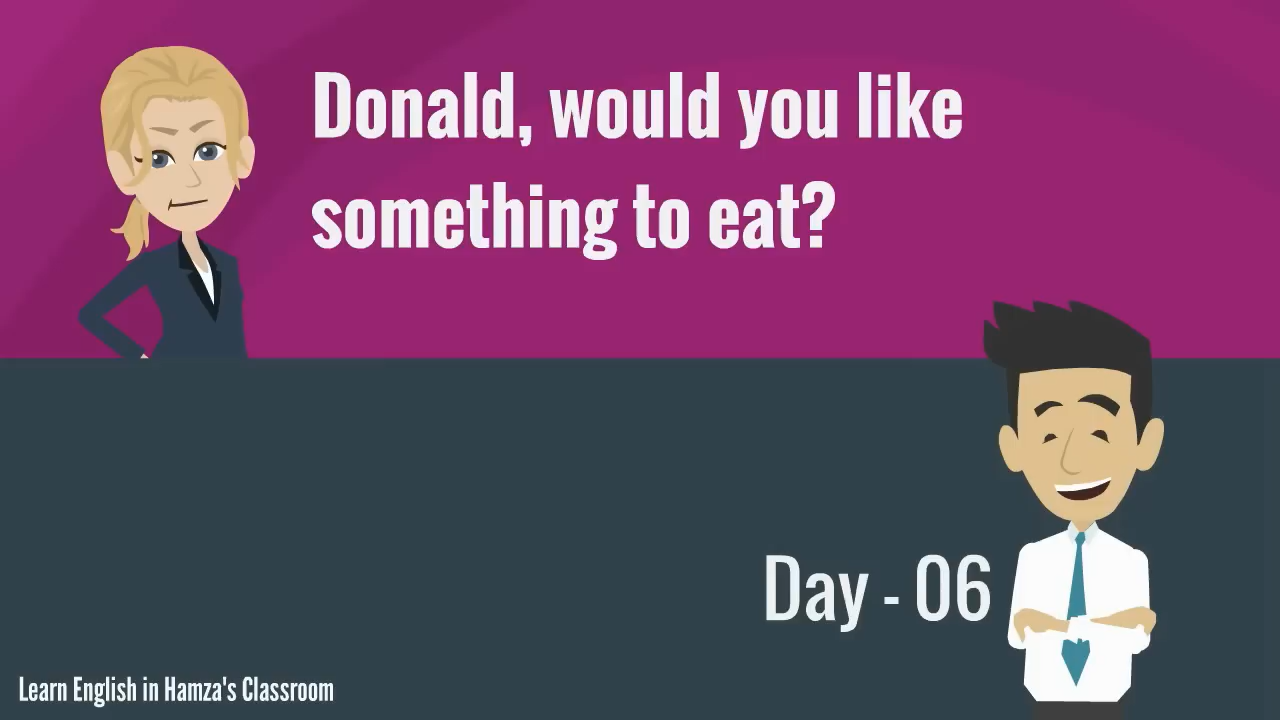 Donald, would you like
something to eat?
Day - 06
Learn English in Hamza's Classroom